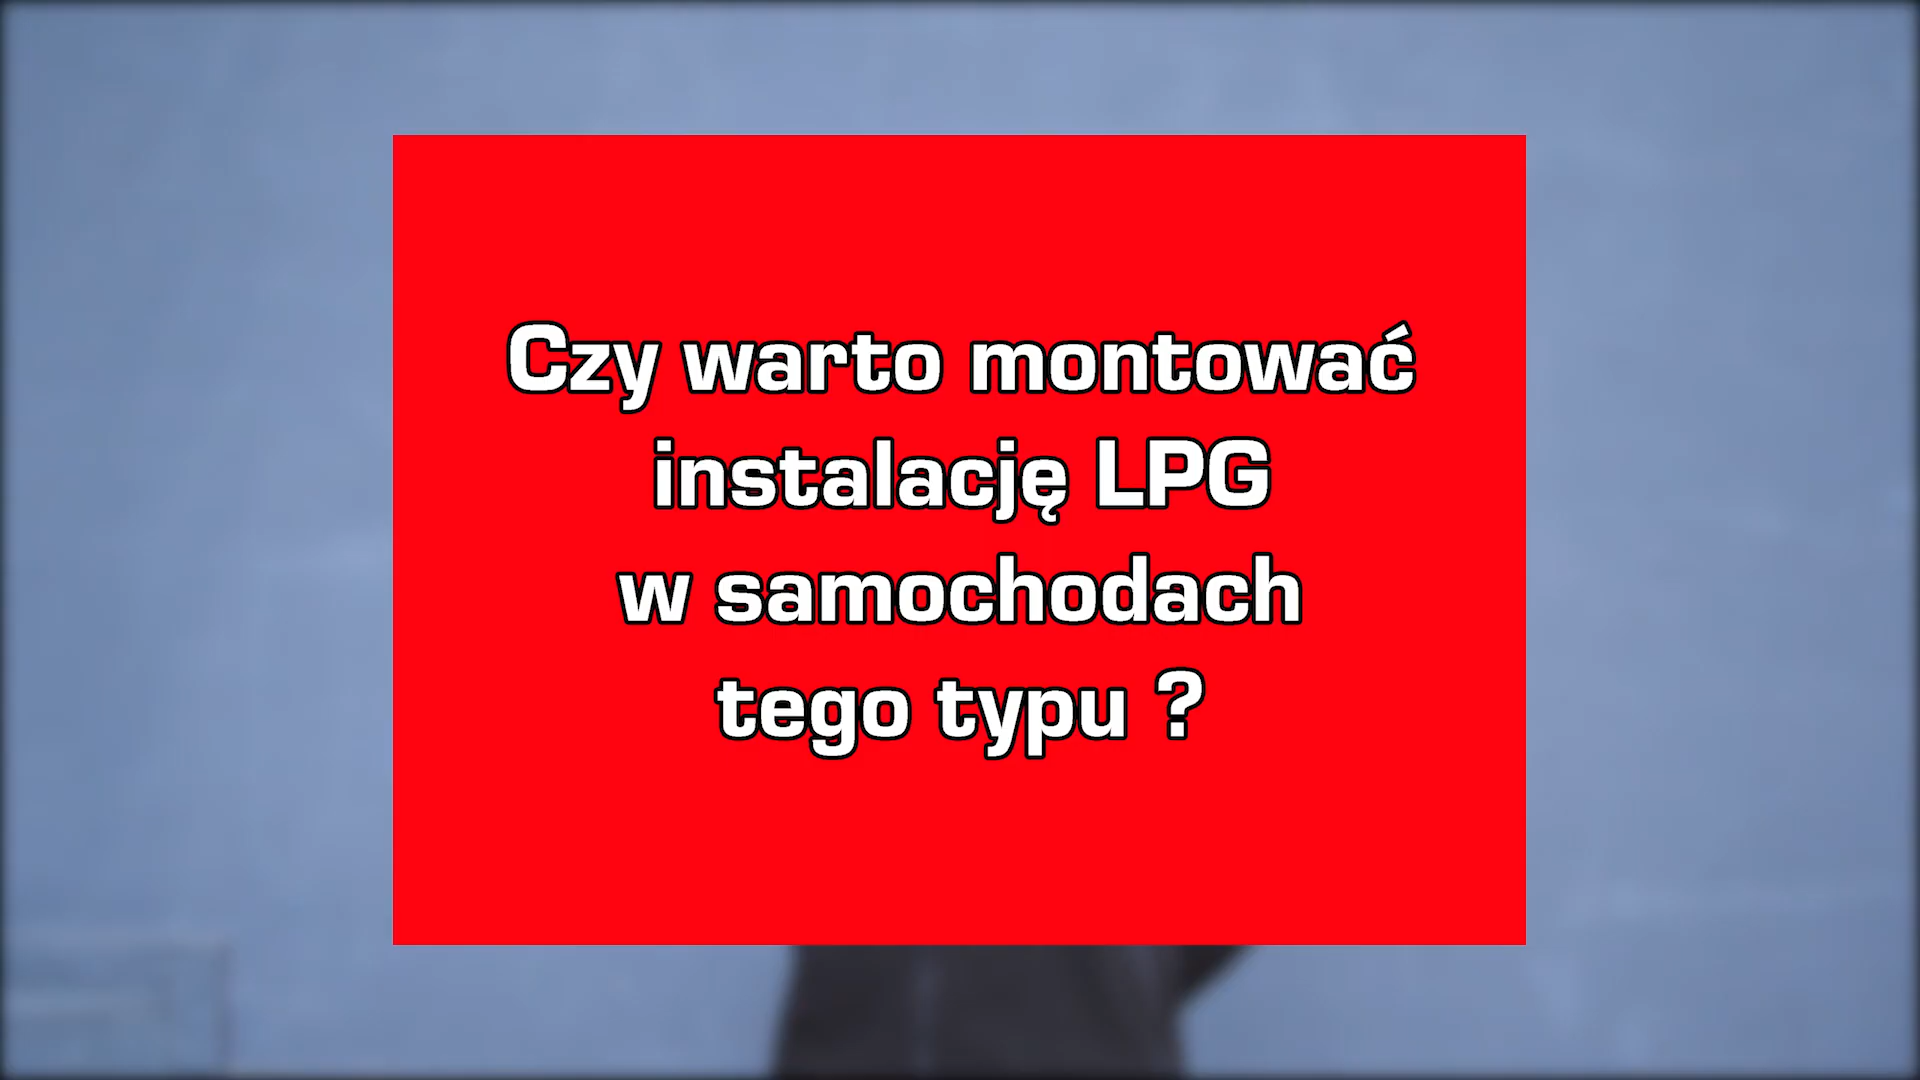 Czy warto montować
instalację LPG
w samochodach
tego typu ?